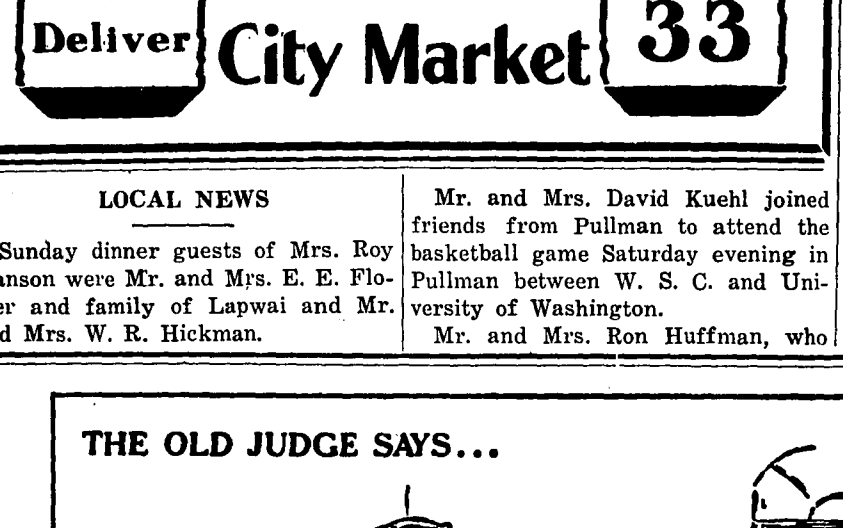 Deliver
City Market
33
LOCAL NEWS
Sunday dinner guests of Mrs. Roy
anson were Mr. and Mrs. E. E. Flo-
er and family of Lapwai and Mr.
d Mrs. W. R. Hickman.
Mr. and Mrs. David Kuehl joined
friends from Pullman to attend the
basketball game Saturday evening in
Pullman between W. S. C. and Uni-
versity of Washington.
Mr. and Mrs. Ron Huffman, who
THE OLD JUDGE SAYS...